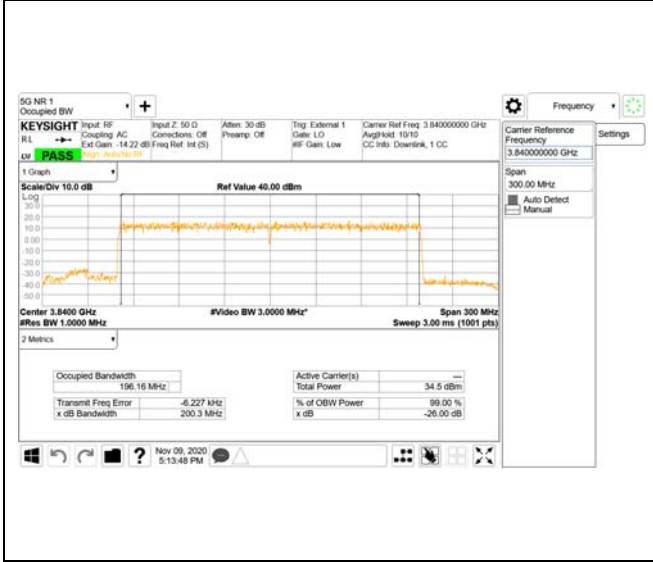 5G NR 1
Occupied BW
Frequency
KEYSIGHT
Input: RF
Input Z: 50 Ω
Atten: 30 dB
Trig: External 1
Carrier Ref Freq: 3.840000000 GHz
R L
Coupling: AC
Corrections: Off
Preamp: Off
Gate: LO
Avg|Hold: 10/10
Ext Gain: -14.22 dB
Freq Ref: Int (S)
#IF Gain: Low
CC Info: Downlink, 1 CC
PASS
Align: Auto/No RF
Carrier Reference Frequency
3.840000000 GHz
Settings
Span
300.00 MHz
Auto Detect
Manual
1 Graph
Scale/Div 10.0 dB
Ref Value 40.00 dBm
Log
30.0
20.0
10.0
0.00
-10.0
-20.0
-30.0
-40.0
-50.0
Center 3.8400 GHz
#Video BW 3.0000 MHz*
Span 300 MHz
#Res BW 1.0000 MHz
Sweep 3.00 ms (1001 pts)
2 Metrics
Occupied Bandwidth
196.16 MHz
Active Carrier(s)
---
Total Power
34.5 dBm
Transmit Freq Error
-6.227 kHz
% of OBW Power
99.00 %
x dB Bandwidth
200.3 MHz
x dB
-26.00 dB
?
Nov 09, 2020
5:13:48 PM